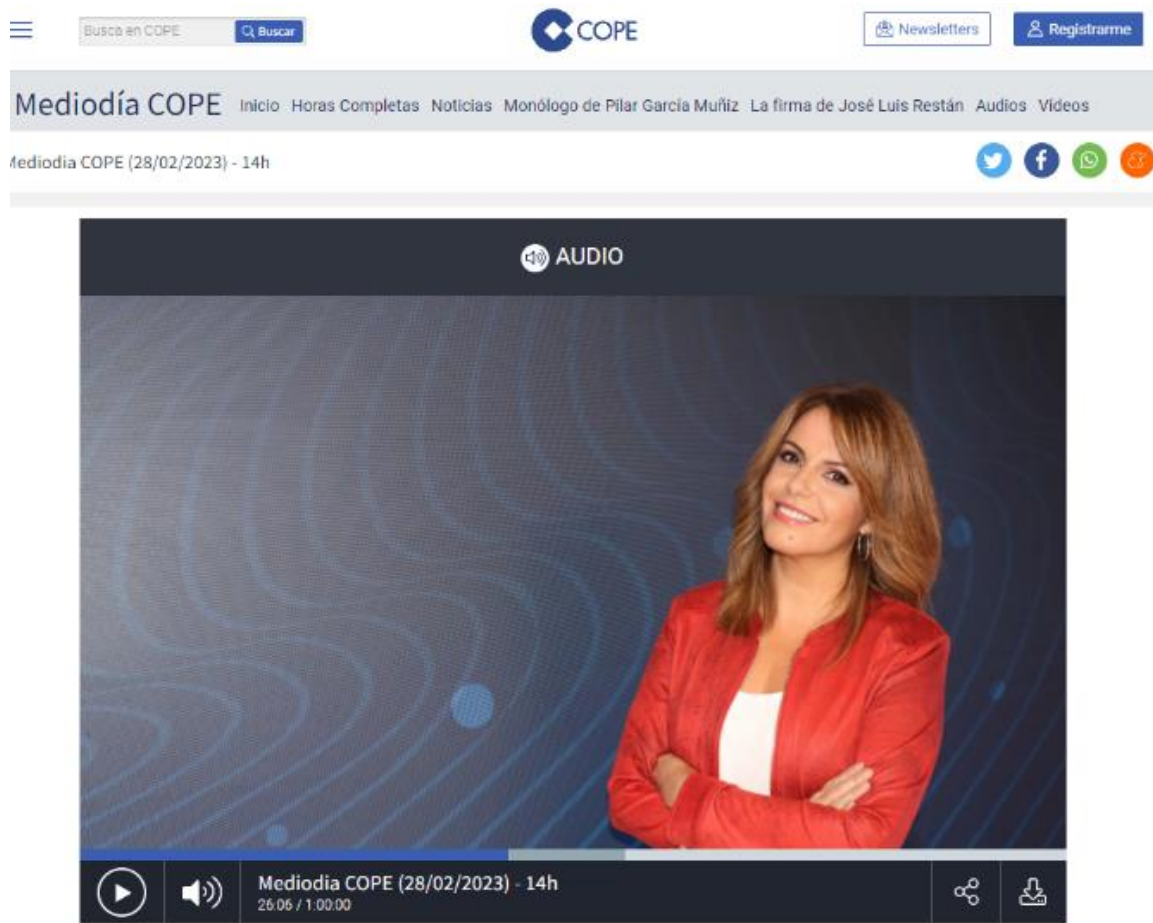 Busca en COPE
Buscar
COPE
Newsletters
Registrarme
Mediodía COPE
Inicio Horas Completas Noticias Monólogo de Pilar García Muñiz La firma de José Luis Restán Audios Vídeos
Mediodia COPE (28/02/2023) - 14h
AUDIO
Mediodia COPE (28/02/2023) - 14h
26:06 / 1:00:00